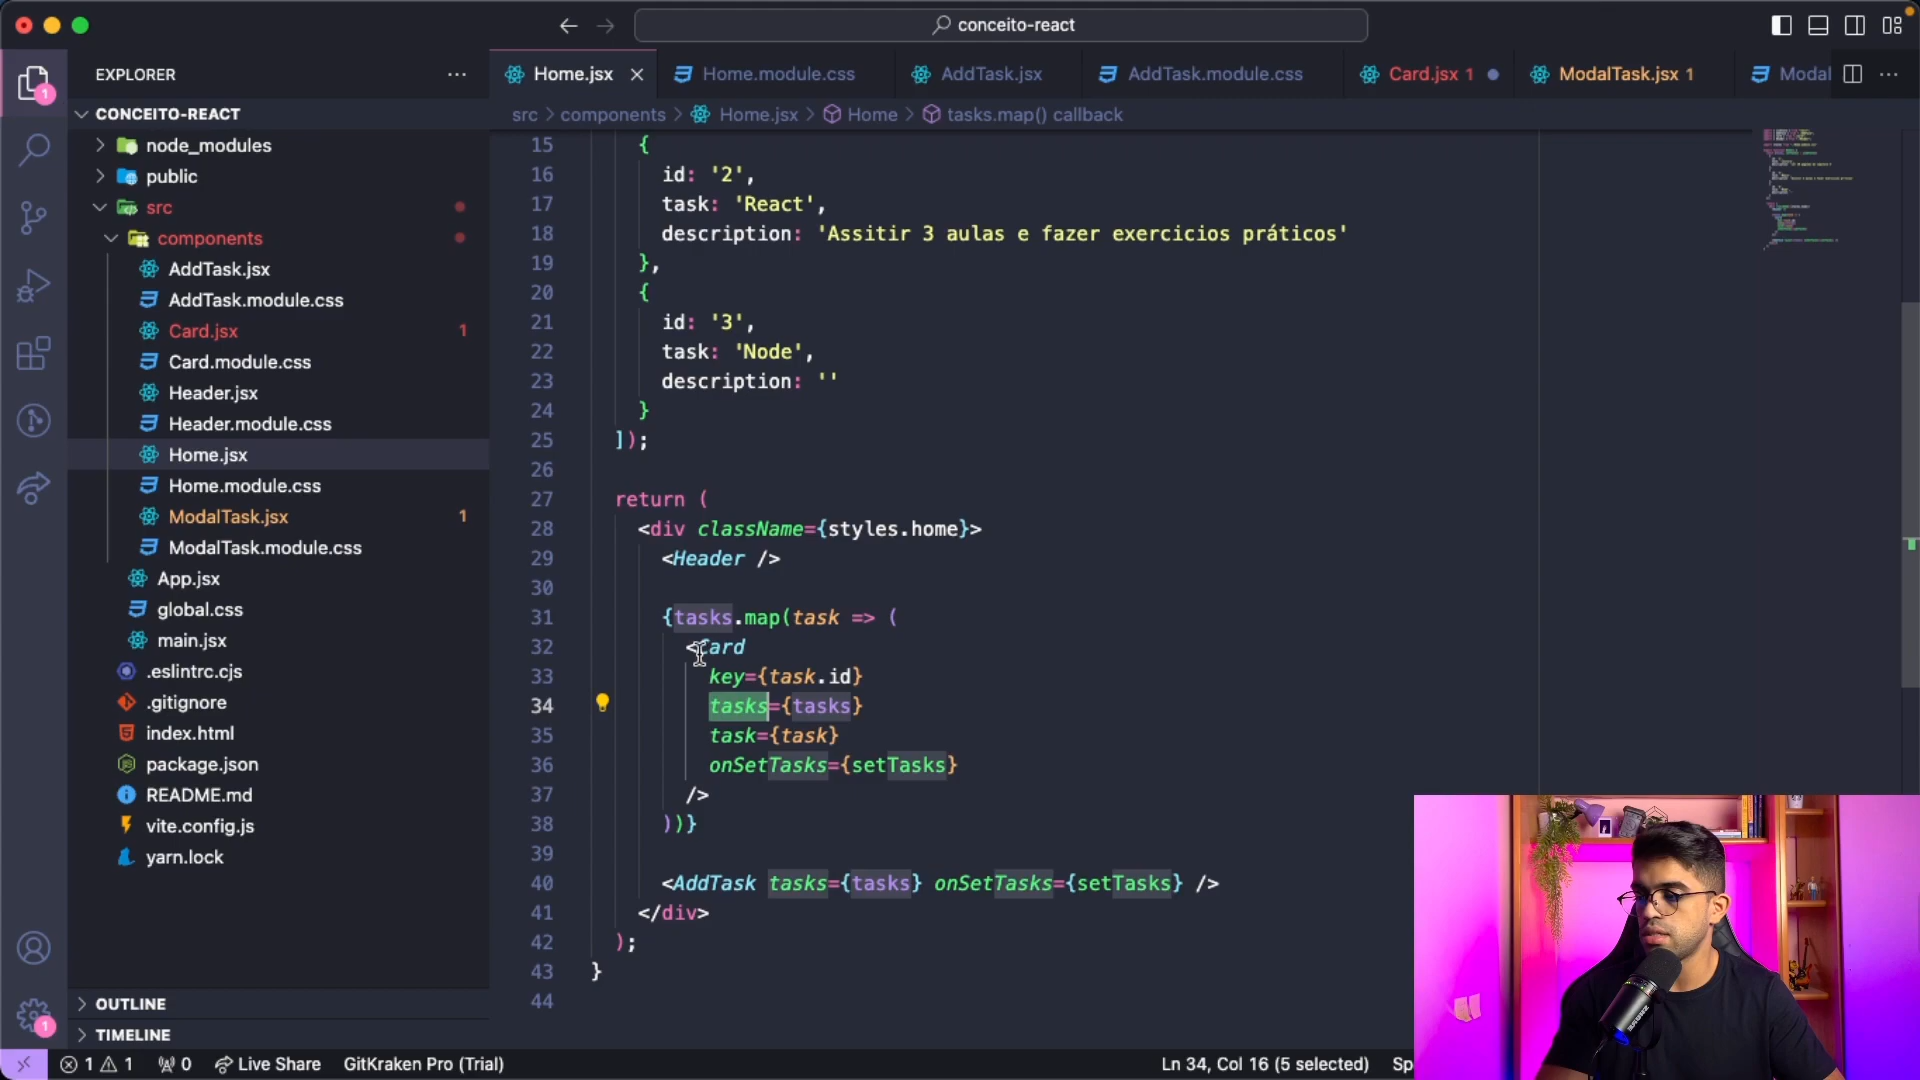 conceito-react
EXPLORER
Home.jsx
Home.module.css
AddTask.jsx
AddTask.module.css
Card.jsx 1
ModalTask.jsx 1
Modal
CONCEITO-REACT
src > components > Home.jsx > Home > tasks.map() callback
node_modules
public
src
components
AddTask.jsx
AddTask.module.css
Card.jsx 1
Card.module.css
Header.jsx
Header.module.css
Home.jsx
Home.module.css
ModalTask.jsx 1
ModalTask.module.css
App.jsx
global.css
main.jsx
.eslintrc.cjs
.gitignore
index.html
package.json
README.md
vite.config.js
yarn.lock
OUTLINE
TIMELINE
1
1
15 {
16 id: '2',
17 task: 'React',
18 description: 'Assitir 3 aulas e fazer exercicios práticos'
19 },
20 {
21 id: '3',
22 task: 'Node',
23 description: ''
24 }
25 ]);
26
27 return (
28 <div className={styles.home}>
29 <Header />
30
31 {tasks.map(task => (
32 <Card
33 key={task.id}
34 tasks={tasks}
35 task={task}
36 onSetTasks={setTasks}
37 />
38 ))}
39
40 <AddTask tasks={tasks} onSetTasks={setTasks} />
41 </div>
42 );
43 }
44
1 1 0 Live Share GitKraken Pro (Trial) Ln 34, Col 16 (5 selected) Sp